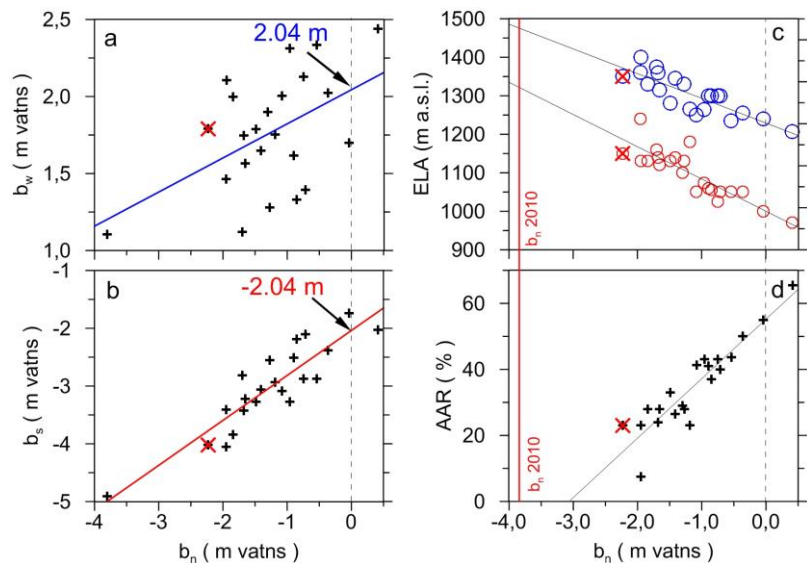 a
2.04 m
2,5
2,0
1,5
1,0
b_w ( m vatns )
b
-2.04 m
-1
-2
-3
-4
-5
b_s ( m vatns )
-4 -3 -2 -1 0
b_n ( m vatns )
c
1500
1400
1300
1200
1100
1000
900
ELA (m a.s.l.)
b_n 2010
d
60
40
20
0
AAR ( % )
b_n 2010
-4,0 -3,0 -2,0 -1,0 0,0
b_n ( m vatns )